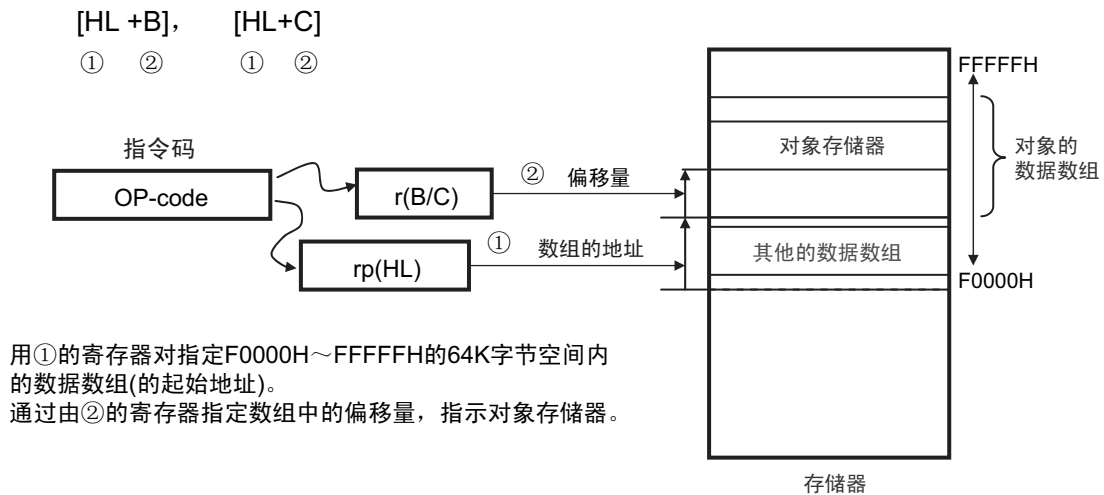 [HL +B], [HL+C]
① ② ① ②
FFFFFH
指令码
对象存储器
对象的
数据数组
OP-code
r(B/C)
② 偏移量
rp(HL)
① 数组的地址
其他的数据数组
F0000H
用①的寄存器对指定F0000H～FFFFFH的64K字节空间内
的数据数组(的起始地址)。
通过由②的寄存器指定数组中的偏移量，指示对象存储器。
存储器